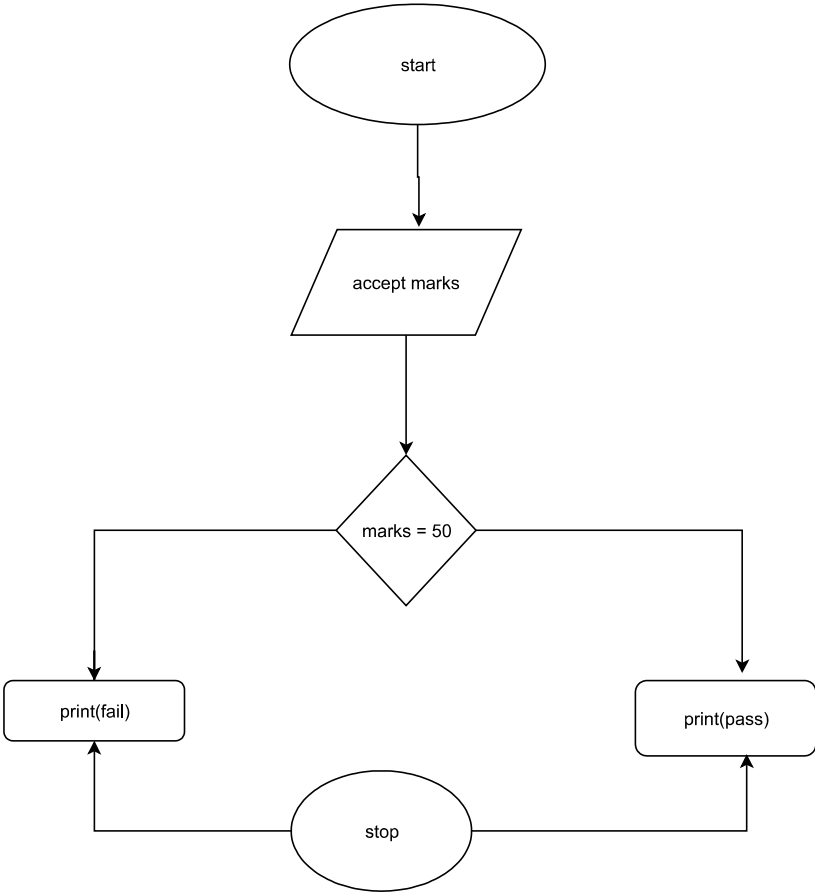 start
accept marks
marks = 50
print(fail)
print(pass)
stop